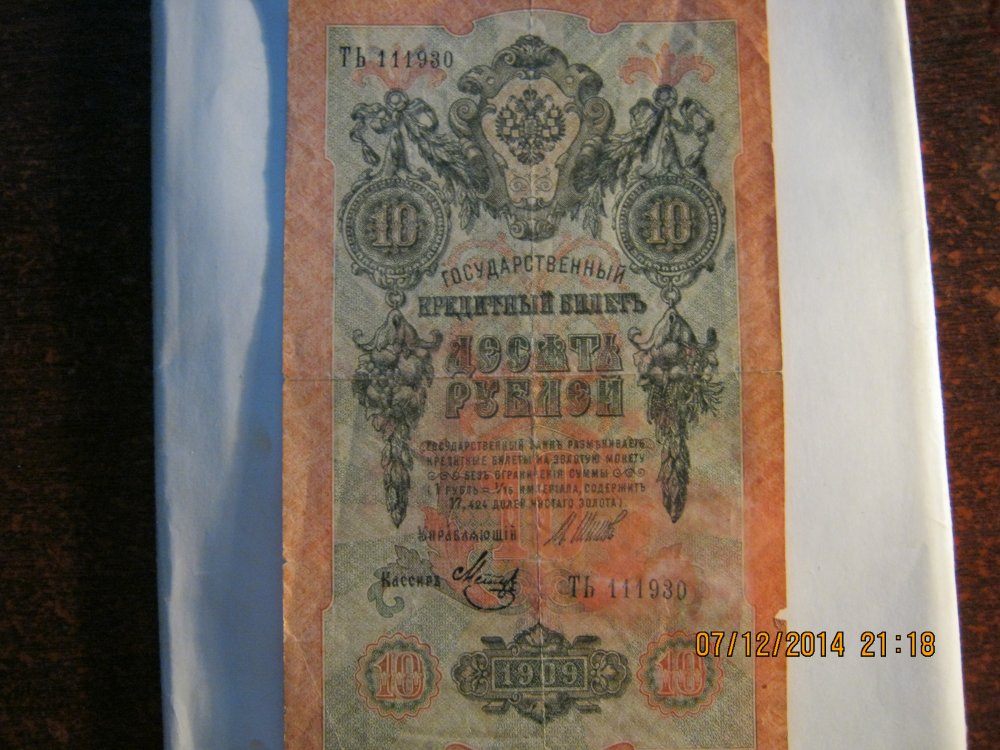 ТЬ 111930
10 10
ГОСУДАРСТВЕННЫЙ
КРЕДИТНЫЙ БИЛЕТЪ
ДЕСЯТЬ
РУБЛЕЙ
ГОСУДАРСТВЕННЫЙ БАНКЪ РАЗМѢНИВАЕТЪ
КРЕДИТНЫЕ БИЛЕТЫ НА ЗОЛОТУЮ МОНЕТУ
БЕЗЪ ОГРАНИЧЕНІЯ СУММЫ
(1 РУБЛЬ = 1/15 ИМПЕРІАЛА, СОДЕРЖИТЪ
17,424 ДОЛЕЙ ЧИСТАГО ЗОЛОТА)
Управляющій
Кассиръ
ТЬ 111930
10 1909 10
07/12/2014 21:18